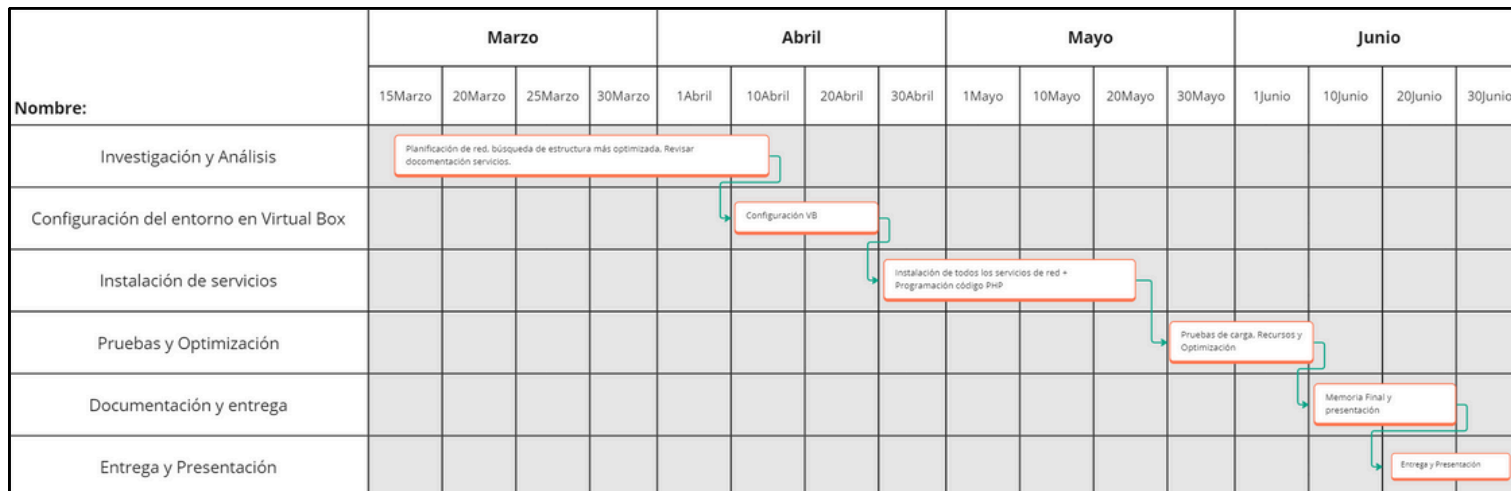 Marzo Abril Mayo Junio
Nombre: 15Marzo 20Marzo 25Marzo 30Marzo 1Abril 10Abril 20Abril 30Abril 1Mayo 10Mayo 20Mayo 30Mayo 1Junio 10Junio 20Junio 30Junio
Investigación y Análisis
Planificación de red, búsqueda de estructura más optimizada. Revisar
docomentación servicios.
Configuración del entorno en Virtual Box
Configuración VB
Instalación de servicios
Instalación de todos los servicios de red +
Programación código PHP
Pruebas y Optimización
Pruebas de carga. Recursos y
Optimización
Documentación y entrega
Memoria Final y
presentación
Entrega y Presentación
Entrega y Presentación